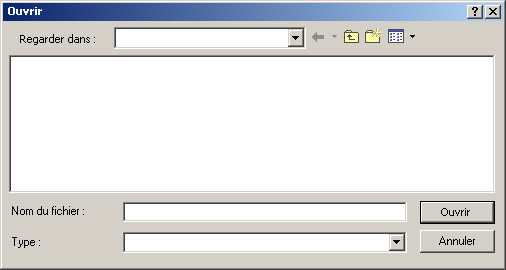 Ouvrir
Regarder dans :
Nom du fichier :
Ouvrir
Type :
Annuler